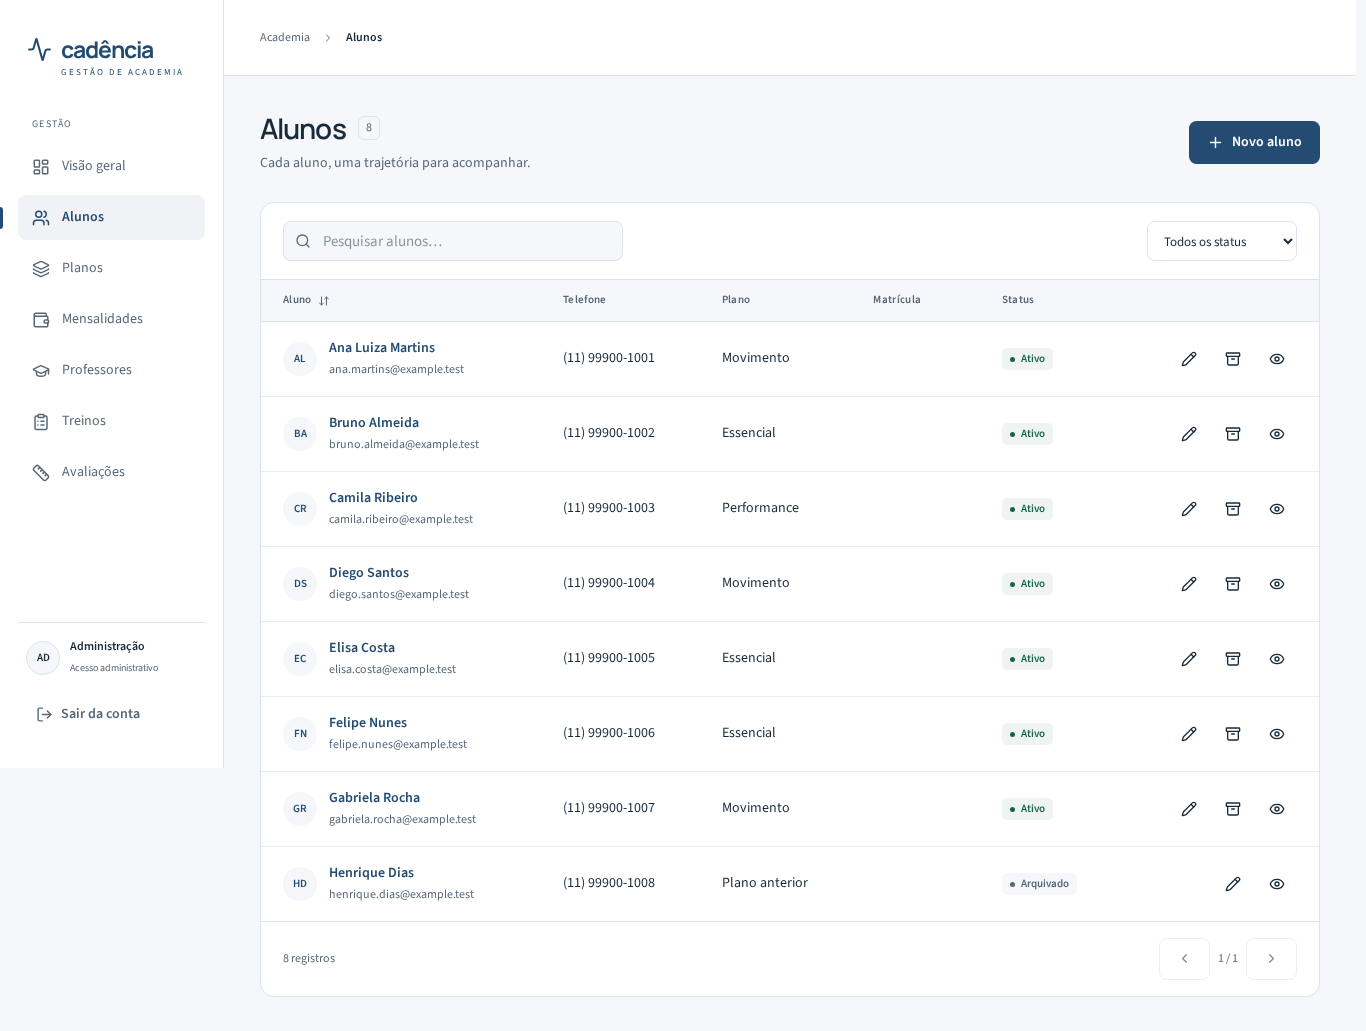 cadência
GESTÃO DE ACADEMIA
GESTÃO
Visão geral
Alunos
Planos
Mensalidades
Professores
Treinos
Avaliações
AD
Administração
Acesso administrativo
Sair da conta
Academia
Alunos
Alunos 8
Cada aluno, uma trajetória para acompanhar.
Novo aluno
Pesquisar alunos…
Todos os status
Aluno Telefone Plano Matrícula Status
AL Ana Luiza Martins (11) 99900-1001 Movimento Ativo
ana.martins@example.test
BA Bruno Almeida (11) 99900-1002 Essencial Ativo
bruno.almeida@example.test
CR Camila Ribeiro (11) 99900-1003 Performance Ativo
camila.ribeiro@example.test
DS Diego Santos (11) 99900-1004 Movimento Ativo
diego.santos@example.test
EC Elisa Costa (11) 99900-1005 Essencial Ativo
elisa.costa@example.test
FN Felipe Nunes (11) 99900-1006 Essencial Ativo
felipe.nunes@example.test
GR Gabriela Rocha (11) 99900-1007 Movimento Ativo
gabriela.rocha@example.test
HD Henrique Dias (11) 99900-1008 Plano anterior Arquivado
henrique.dias@example.test
8 registros
1 / 1